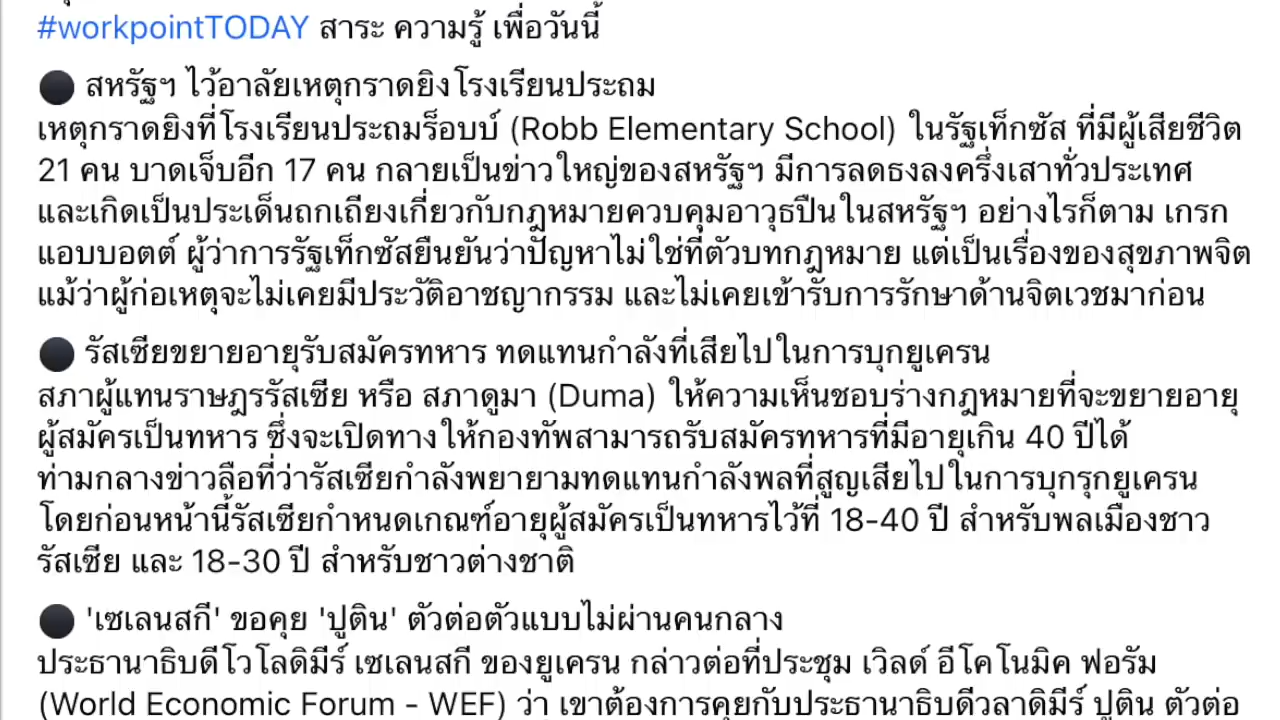 #workpointTODAY สาระ ความรู้ เพื่อวันนี้
⚫ สหรัฐฯ ไว้อาลัยเหตุกราดยิงโรงเรียนประถม
เหตุกราดยิงที่โรงเรียนประถมร็อบบ์ (Robb Elementary School) ในรัฐเท็กซัส ที่มีผู้เสียชีวิต
21 คน บาดเจ็บอีก 17 คน กลายเป็นข่าวใหญ่ของสหรัฐฯ มีการลดธงลงครึ่งเสาทั่วประเทศ
และเกิดเป็นประเด็นถกเถียงเกี่ยวกับกฎหมายควบคุมอาวุธปืนในสหรัฐฯ อย่างไรก็ตาม เกรก
แอบบอตต์ ผู้ว่าการรัฐเท็กซัสยืนยันว่าปัญหาไม่ใช่ที่ตัวบทกฎหมาย แต่เป็นเรื่องของสุขภาพจิต
แม้ว่าผู้ก่อเหตุจะไม่เคยมีประวัติอาชญากรรม และไม่เคยเข้ารับการรักษาด้านจิตเวชมาก่อน
⚫ รัสเซียขยายอายุรับสมัครทหาร ทดแทนกำลังที่เสียไปในการบุกยูเครน
สภาผู้แทนราษฎรรัสเซีย หรือ สภาดูมา (Duma) ให้ความเห็นชอบร่างกฎหมายที่จะขยายอายุ
ผู้สมัครเป็นทหาร ซึ่งจะเปิดทางให้กองทัพสามารถรับสมัครทหารที่มีอายุเกิน 40 ปีได้
ท่ามกลางข่าวลือที่ว่ารัสเซียกำลังพยายามทดแทนกำลังพลที่สูญเสียไปในการบุกรุกยูเครน
โดยก่อนหน้านี้รัสเซียกำหนดเกณฑ์อายุผู้สมัครเป็นทหารไว้ที่ 18-40 ปี สำหรับพลเมืองชาว
รัสเซีย และ 18-30 ปี สำหรับชาวต่างชาติ
⚫ 'เซเลนสกี' ขอคุย 'ปูติน' ตัวต่อตัวแบบไม่ผ่านคนกลาง
ประธานาธิบดีโวโลดิมีร์ เซเลนสกี ของยูเครน กล่าวต่อที่ประชุม เวิลด์ อีโคโนมิค ฟอรัม
(World Economic Forum - WEF) ว่า เขาต้องการคุยกับประธานาธิบดีวลาดิมีร์ ปูติน ตัวต่อ